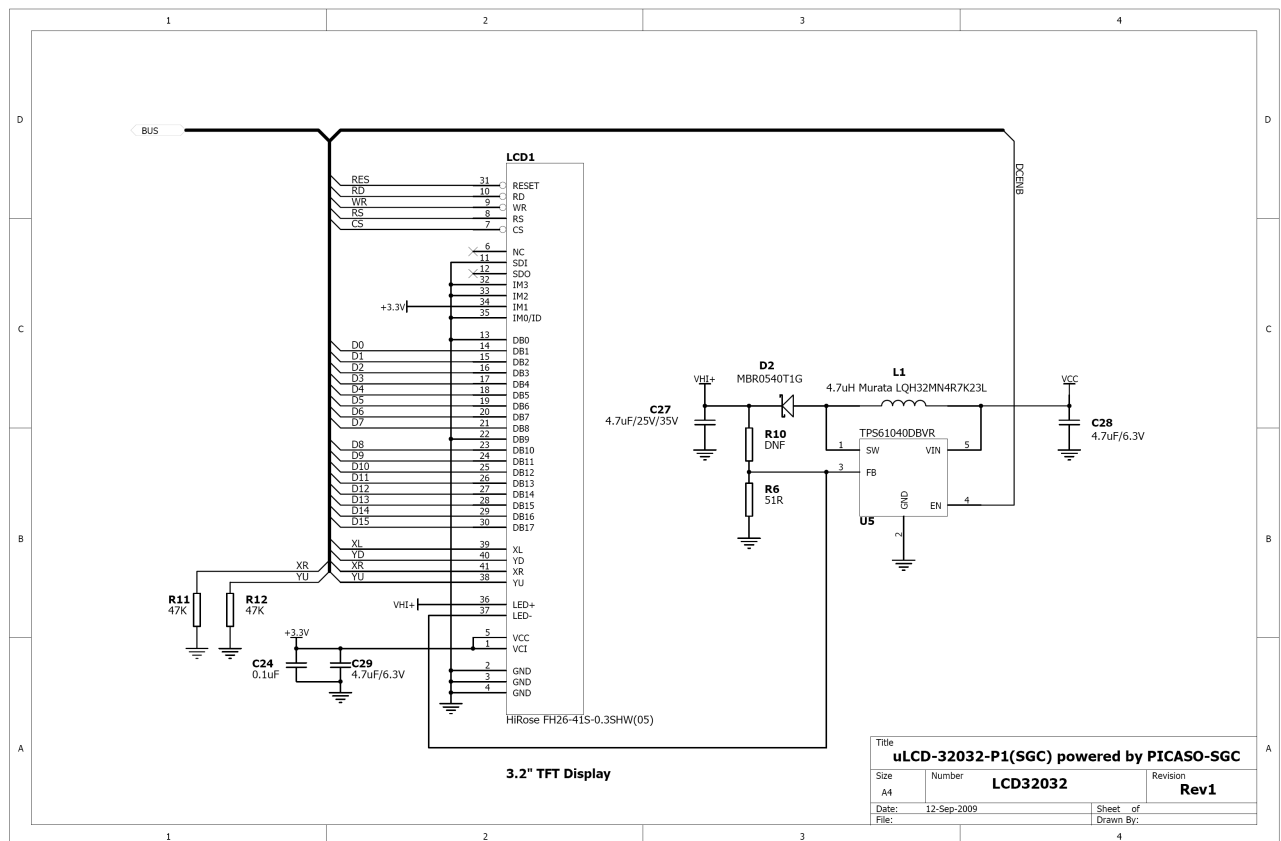 1 2 3 4
D D
BUS
LCD1
DCENB
RES 31 RESET
RD 10 RD
WR 9 WR
RS 8 RS
CS 7 CS
6 NC
11 SDI
12 SDO
32 IM3
33 IM2
+3.3V 34 IM1
35 IM0/ID
C C
13 DB0
D0 14 DB1
D1 15 DB2
D2 16 DB3
D3 17 DB4
D4 18 DB5
D5 19 DB6
D6 20 DB7
D7 21 DB8
22 DB9
D8 23 DB10
D9 24 DB11
D10 25 DB12
D11 26 DB13
D12 27 DB14
D13 28 DB15
D14 29 DB16
D15 30 DB17
D2
MBR0540T1G
L1
4.7uH Murata LQH32MN4R7K23L
VHI+
VCC
C27
4.7uF/25V/35V
C28
4.7uF/6.3V
R10
DNF
R6
51R
TPS61040DBVR
1 SW VIN 5
3 FB
GND EN 4
U5
2
B B
XL 39 XL
YD 40 YD
XR XR 41 XR
YU YU 38 YU
R11
47K
R12
47K
VHI+ 36 LED+
37 LED-
+3.3V
5 VCC
1 VCI
C24
0.1uF
C29
4.7uF/6.3V
2 GND
3 GND
4 GND
HiRose FH26-41S-0.3SHW(05)
A A
3.2" TFT Display
Title
uLCD-32032-P1(SGC) powered by PICASO-SGC
Size Number Revision
A4 LCD32032 Rev1
Date: 12-Sep-2009 Sheet of
File: Drawn By:
1 2 3 4